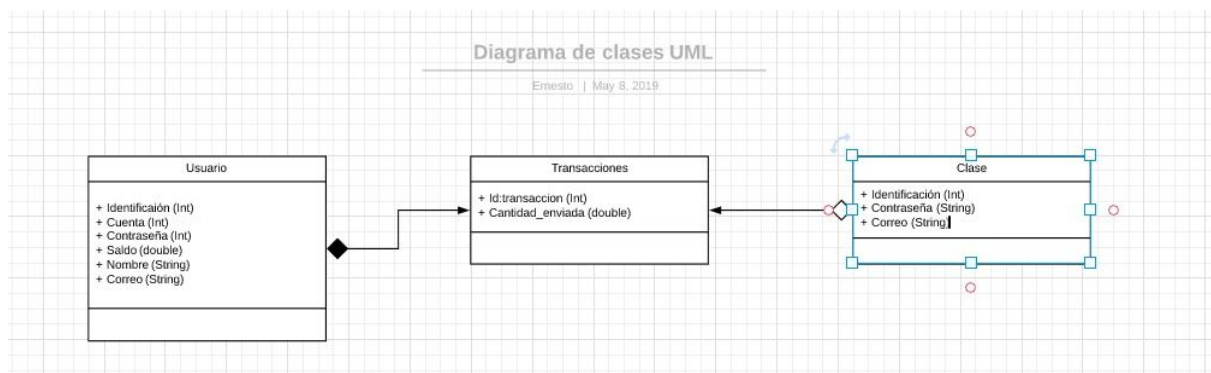 Diagrama de clases UML
Ernesto | May 8, 2019
Usuario
+ Identificaión (Int)
+ Cuenta (Int)
+ Contraseña (Int)
+ Saldo (double)
+ Nombre (String)
+ Correo (String)
Transacciones
+ Id:transaccion (Int)
+ Cantidad_enviada (double)
Clase
+ Identificación (Int)
+ Contraseña (String)
+ Correo (String)